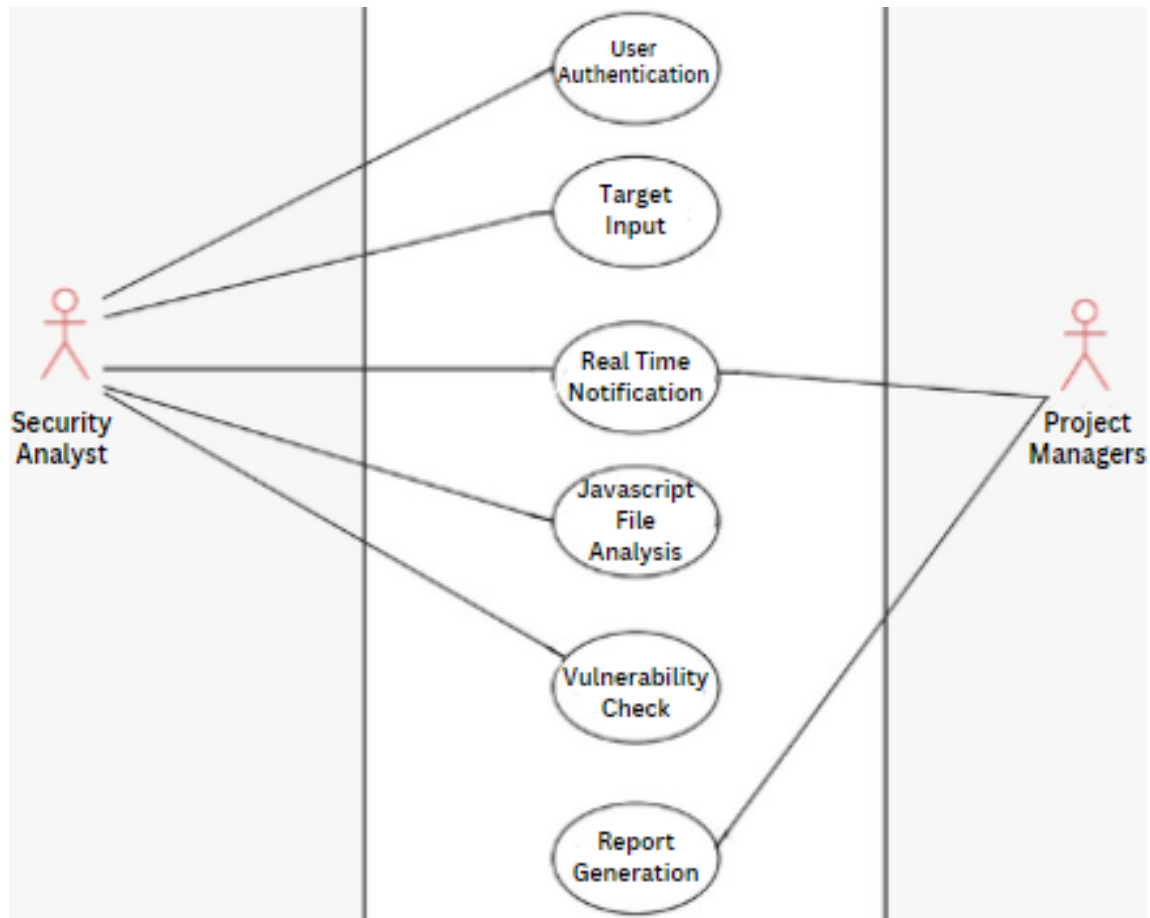 User
Authentication
Target
Input
Real Time
Notification
Security
Analyst
Project
Managers
Javascript
File
Analysis
Vulnerability
Check
Report
Generation